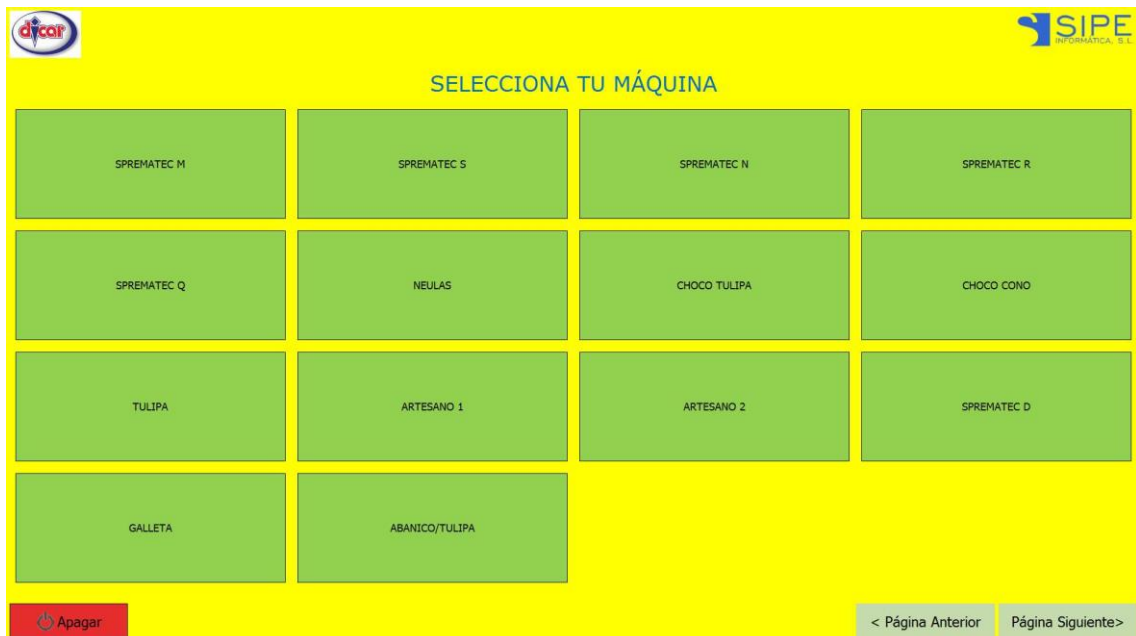 dicar
SIPE
INFORMÁTICA, S.L.
SELECCIONA TU MÁQUINA
SPREMATEC M
SPREMATEC S
SPREMATEC N
SPREMATEC R
SPREMATEC Q
NEULAS
CHOCO TULIPA
CHOCO CONO
TULIPA
ARTESANO 1
ARTESANO 2
SPREMATEC D
GALLETA
ABANICO/TULIPA
Apagar
< Página Anterior
Página Siguiente>